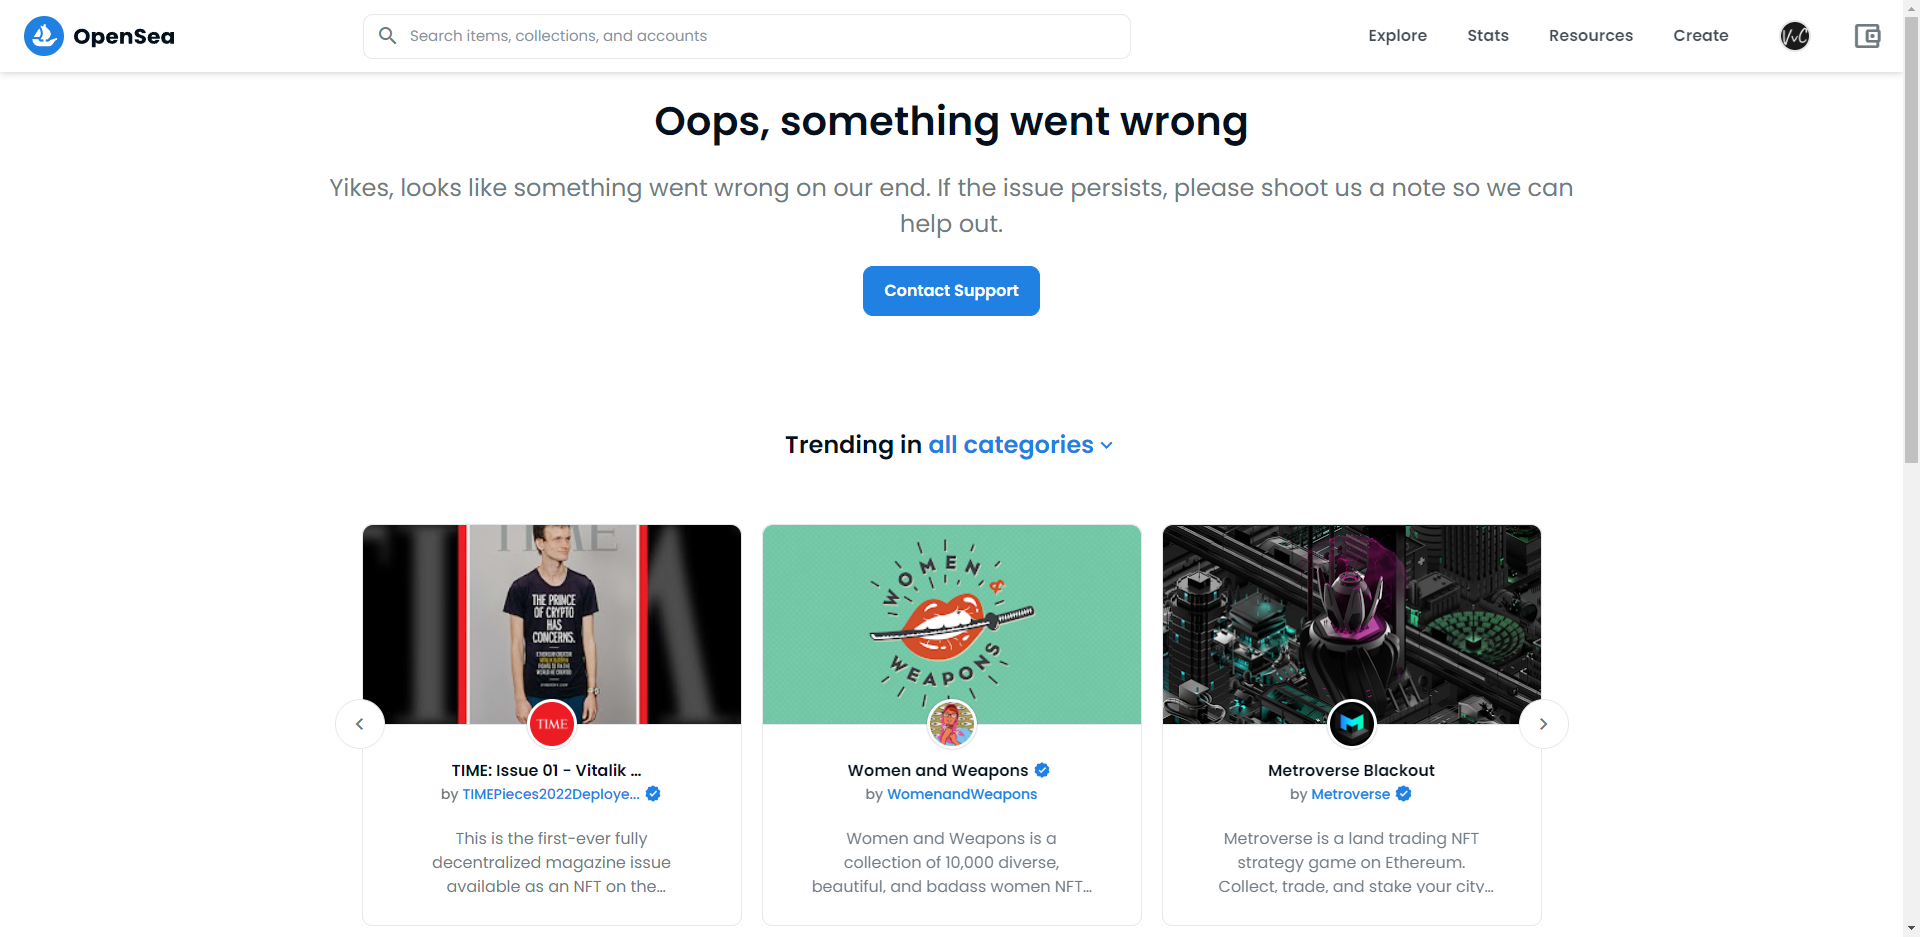 OpenSea
Search items, collections, and accounts
Explore
Stats
Resources
Create
VvC
Oops, something went wrong
Yikes, looks like something went wrong on our end. If the issue persists, please shoot us a note so we can
help out.
Contact Support
Trending in all categories
TIME
THE PRINCE
OF CRYPTO
HAS
CONCERNS.
TIME
TIME: Issue 01 - Vitalik ...
by TIMEPieces2022Deploye...
This is the first-ever fully
decentralized magazine issue
available as an NFT on the...
WOMEN &
WEAPONS
Women and Weapons
by WomenandWeapons
Women and Weapons is a
collection of 10,000 diverse,
beautiful, and badass women NFT...
Metroverse Blackout
by Metroverse
Metroverse is a land trading NFT
strategy game on Ethereum.
Collect, trade, and stake your city...